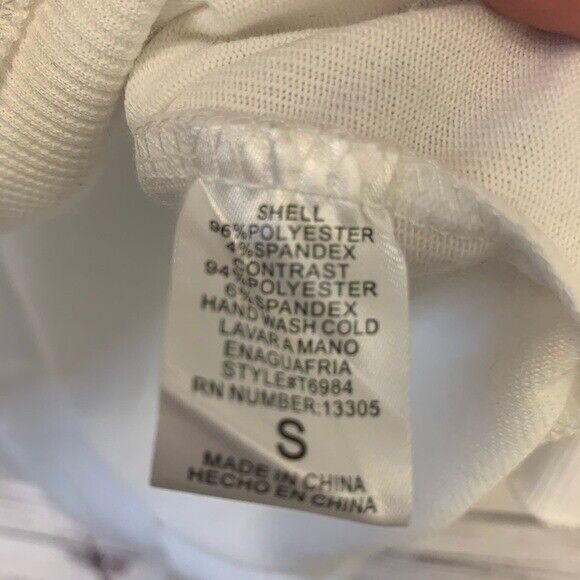 SHELL
96%POLYESTER
4%SPANDEX
CONTRAST
94%POLYESTER
6%SPANDEX
HAND WASH COLD
LAVAR A MANO
ENAGUAFRIA
STYLE#T6984
RN NUMBER:13305
S
MADE IN CHINA
HECHO EN CHINA